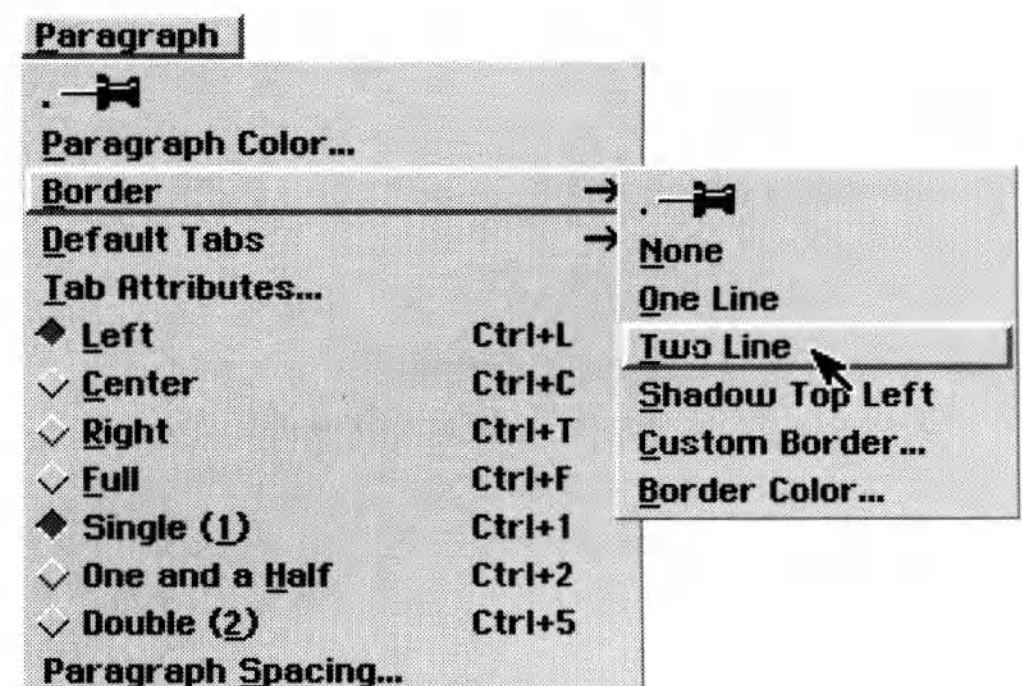 Paragraph
Paragraph Color...
Border
Default Tabs
Tab Attributes...
Left Ctrl+L
Center Ctrl+C
Right Ctrl+T
Full Ctrl+F
Single (1) Ctrl+1
One and a Half Ctrl+2
Double (2) Ctrl+5
Paragraph Spacing...
None
One Line
Two Line
Shadow Top Left
Custom Border...
Border Color...